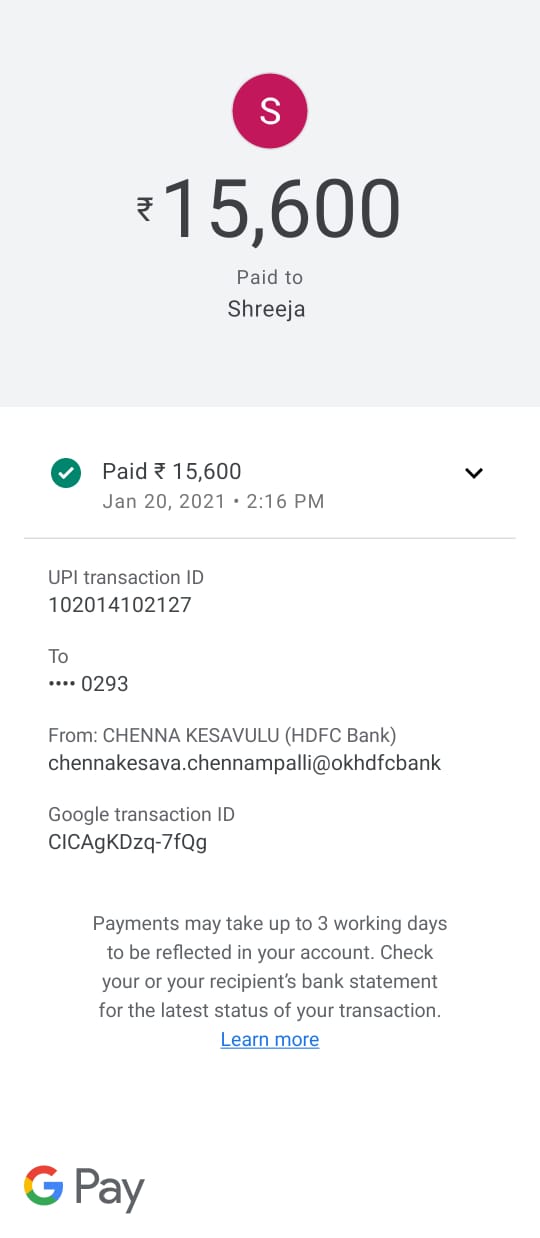 S
₹15,600
Paid to
Shreeja
Paid ₹ 15,600
Jan 20, 2021 • 2:16 PM
UPI transaction ID
102014102127
To
•••• 0293
From: CHENNA KESAVULU (HDFC Bank)
chennakesava.chennampalli@okhdfcbank
Google transaction ID
CICAgKDzq-7fQg
Payments may take up to 3 working days
to be reflected in your account. Check
your or your recipient’s bank statement
for the latest status of your transaction.
Learn more
G Pay